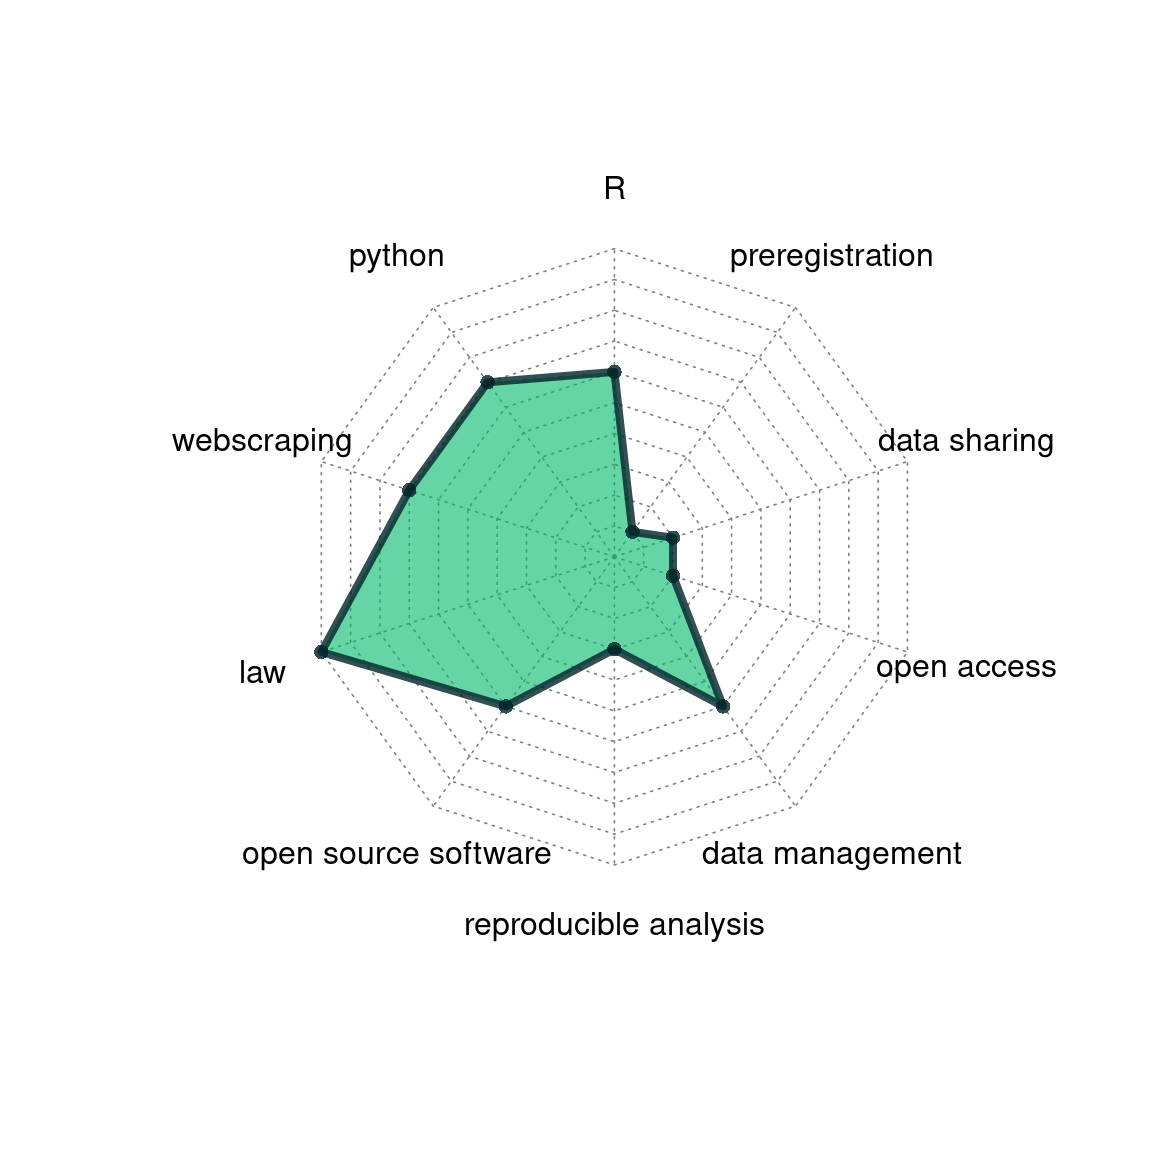 R
python
preregistration
webscraping
data sharing
law
open access
open source software
data management
reproducible analysis